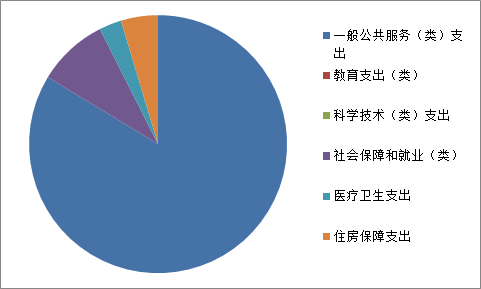 一般公共服务（类）支
出
教育支出（类）
科学技术（类）支出
社会保障和就业（类）
医疗卫生支出
住房保障支出